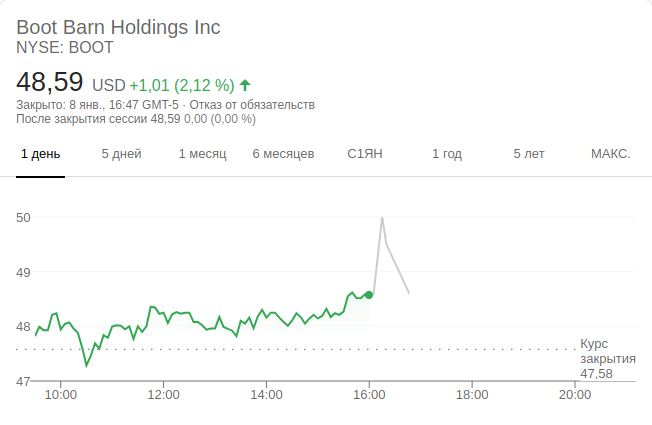 Boot Barn Holdings Inc
NYSE: BOOT
48,59 USD +1,01 (2,12 %)
Закрыто: 8 янв., 16:47 GMT-5 · Отказ от обязательств
После закрытия сессии 48,59 0,00 (0,00 %)
1 день 5 дней 1 месяц 6 месяцев С1ЯН 1 год 5 лет МАКС.
50
49
48
Курс
закрытия
47,58
47
10:00 12:00 14:00 16:00 18:00 20:00